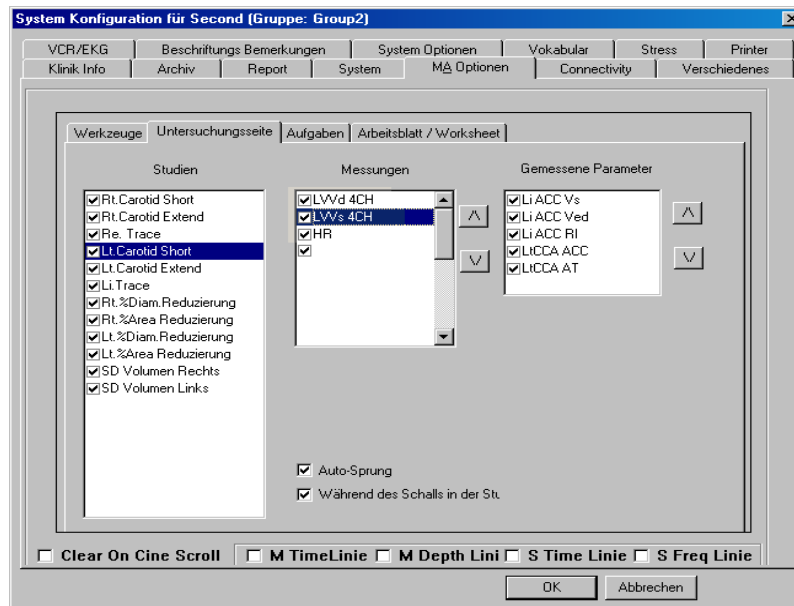 System Konfiguration für Second (Gruppe: Group2)
VCR/EKG Beschriftungs Bemerkungen System Optionen Vokabular Stress Printer
Klinik Info Archiv Report System MA Optionen Connectivity Verschiedenes
Werkzeuge Untersuchungsseite Aufgaben Arbeitsblatt / Worksheet
Studien
Rt.Carotid Short
Rt.Carotid Extend
Re. Trace
Lt.Carotid Short
Lt.Carotid Extend
Li.Trace
Rt.%Diam.Reduzierung
Rt.%Area Reduzierung
Lt.%Diam.Reduzierung
Lt.%Area Reduzierung
SD Volumen Rechts
SD Volumen Links
Messungen
LVVd 4CH
LVVs 4CH
HR
/\
\/
Gemessene Parameter
Li ACC Vs
Li ACC Ved
Li ACC RI
LtCCA ACC
LtCCA AT
/\
\/
Auto-Sprung
Während des Schalls in der Stu
Clear On Cine Scroll M TimeLinie M Depth Lini S Time Linie S Freq Linie
OK Abbrechen